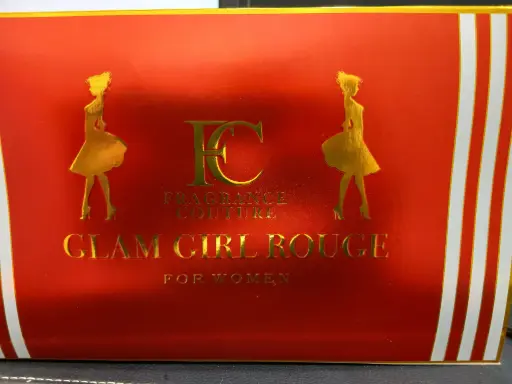 FC
FRAGRANCE
COUTURE
GLAM GIRL ROUGE
FOR WOMEN